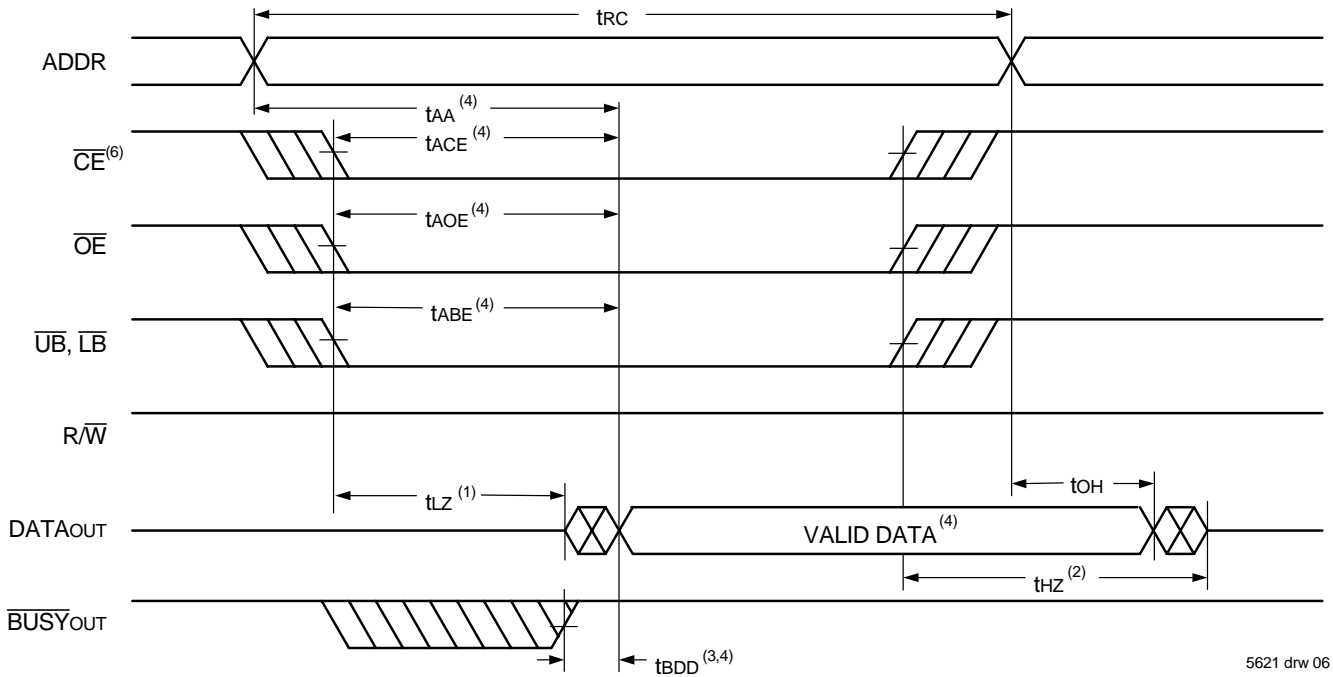 tRC
ADDR
tAA (4)
CE(6)
tACE (4)
OE
tAOE (4)
UB, LB
tABE (4)
R/W
tLZ (1)
tOH
DATAOUT
VALID DATA(4)
tHZ (2)
BUSYOUT
tBDD (3,4)
5621 drw 06